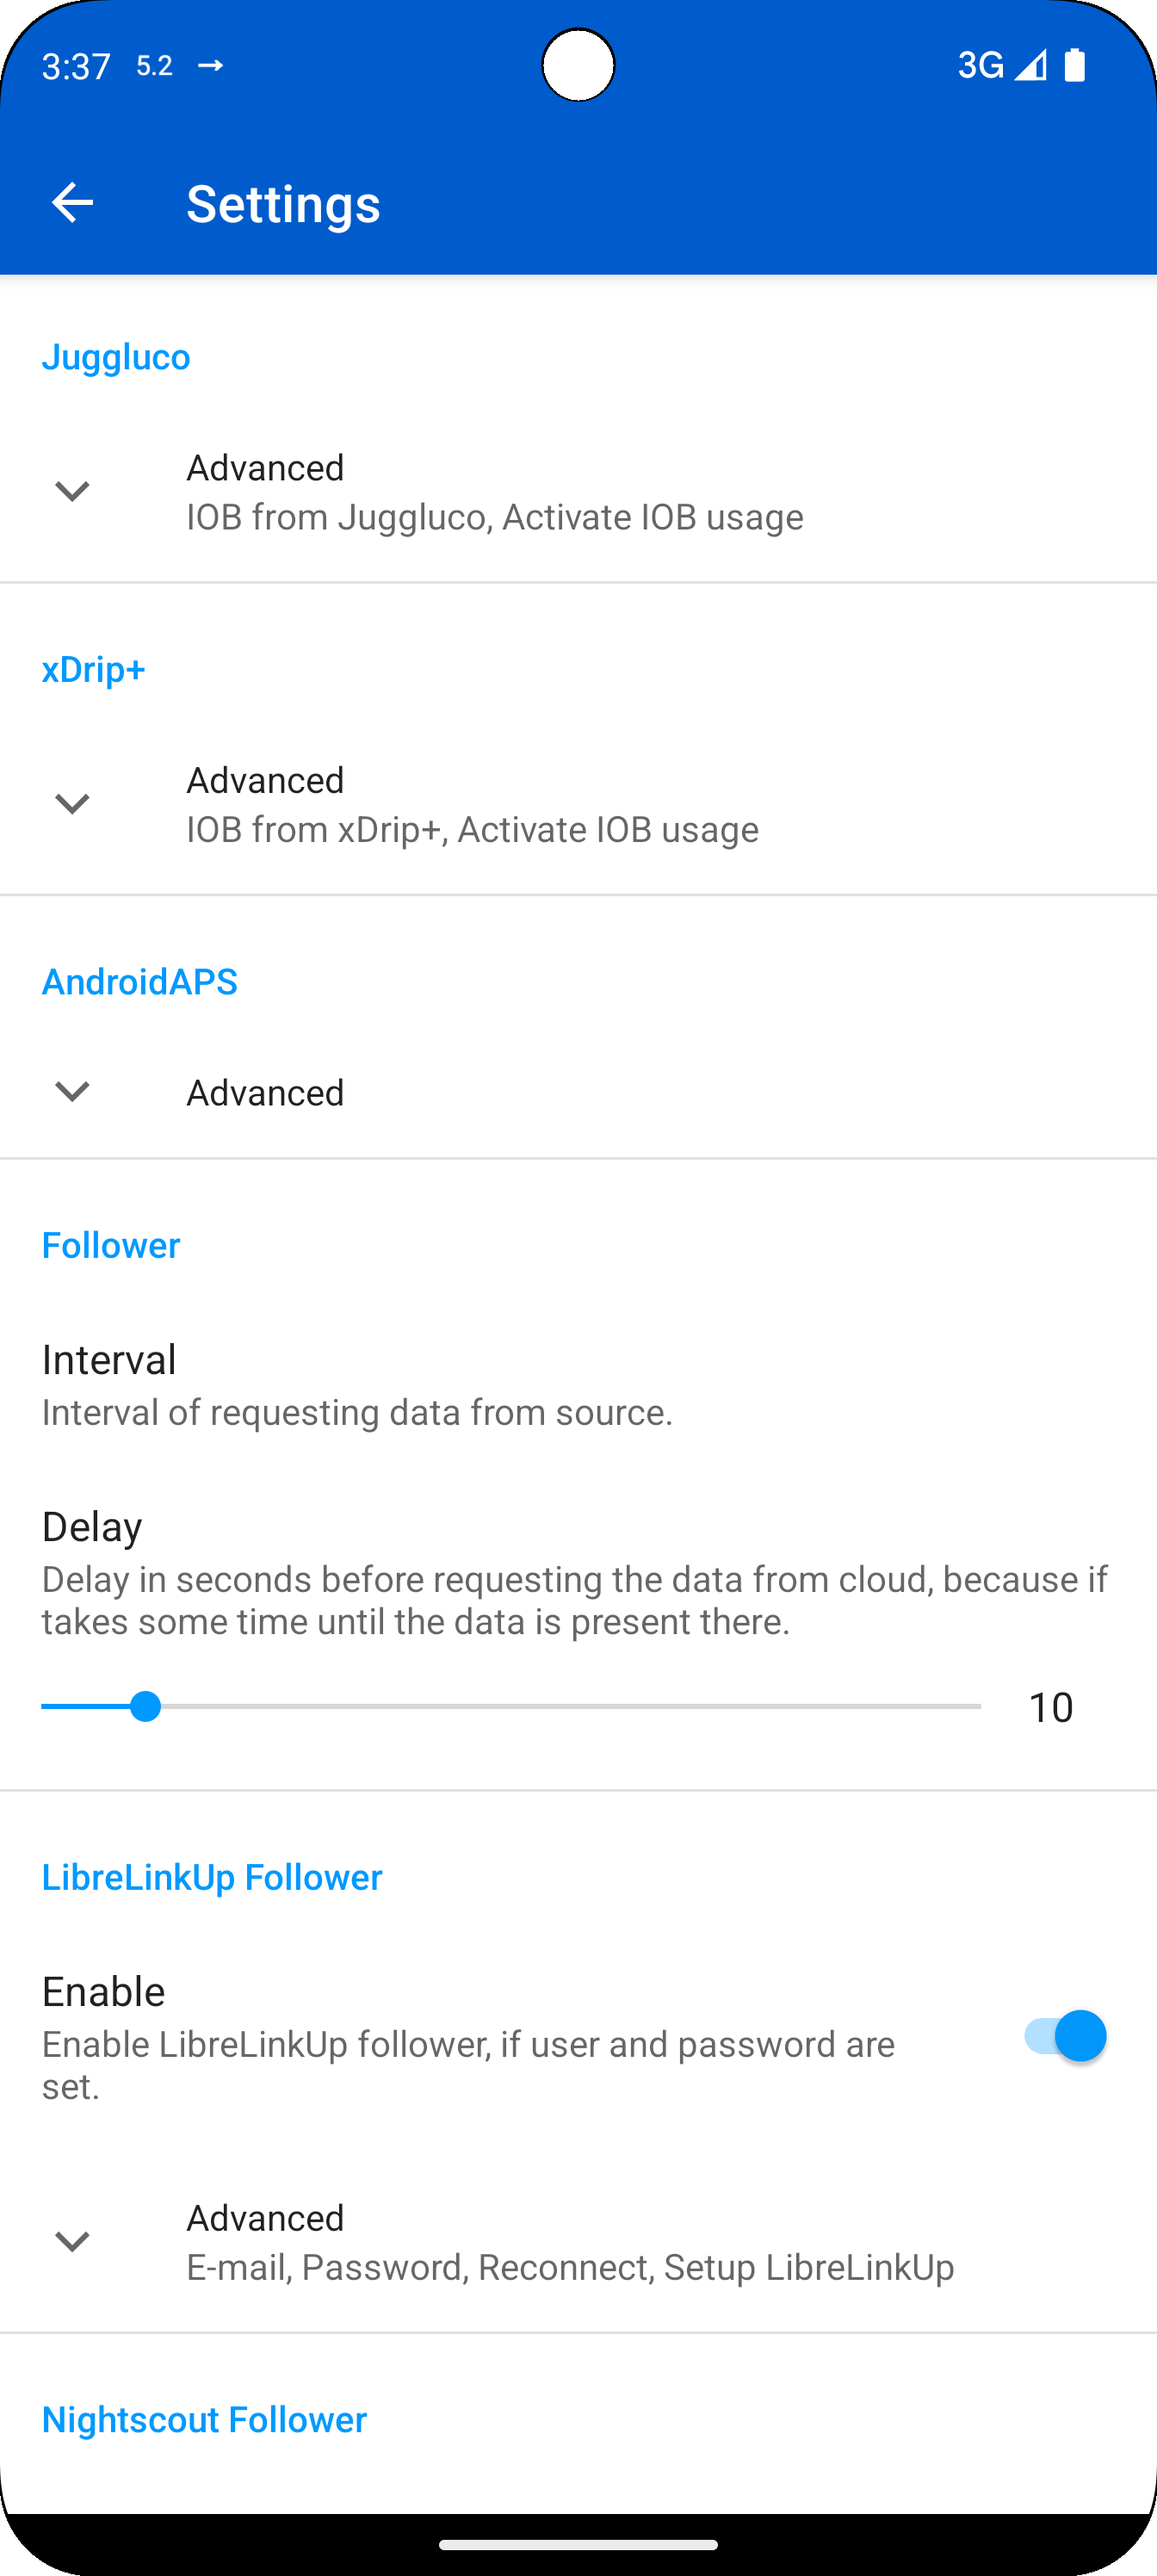 3:37 5.2 → 3G
Settings
Juggluco
Advanced
IOB from Juggluco, Activate IOB usage
xDrip+
Advanced
IOB from xDrip+, Activate IOB usage
AndroidAPS
Advanced
Follower
Interval
Interval of requesting data from source.
Delay
Delay in seconds before requesting the data from cloud, because if
takes some time until the data is present there.
10
LibreLinkUp Follower
Enable
Enable LibreLinkUp follower, if user and password are
set.
Advanced
E-mail, Password, Reconnect, Setup LibreLinkUp
Nightscout Follower